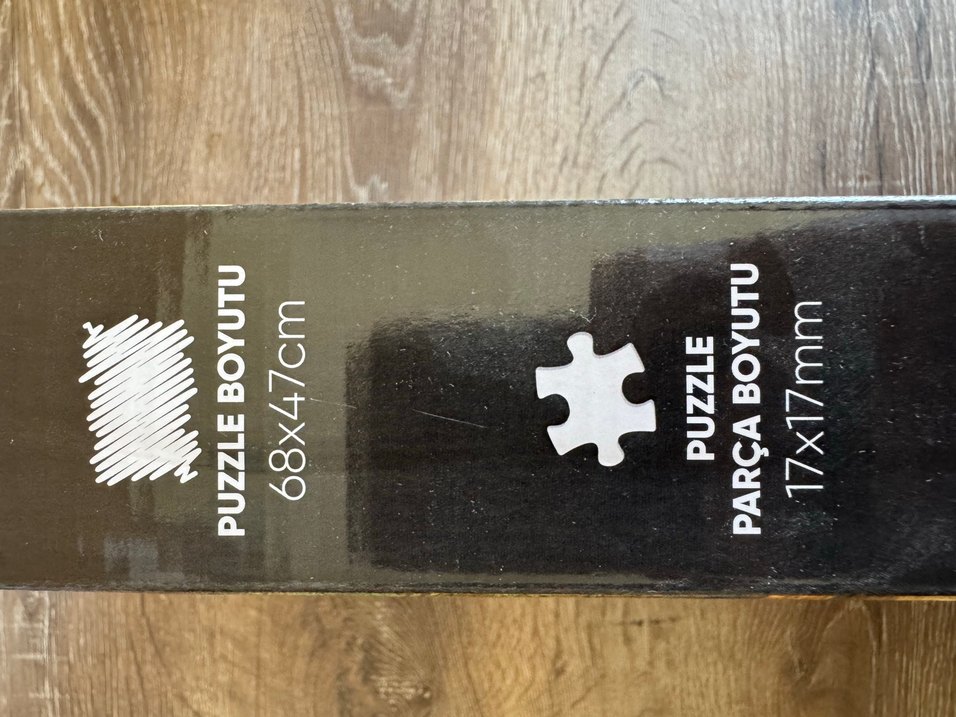 PUZZLE BOYUTU
68x47cm
PUZZLE
PARÇA BOYUTU
17x17mm